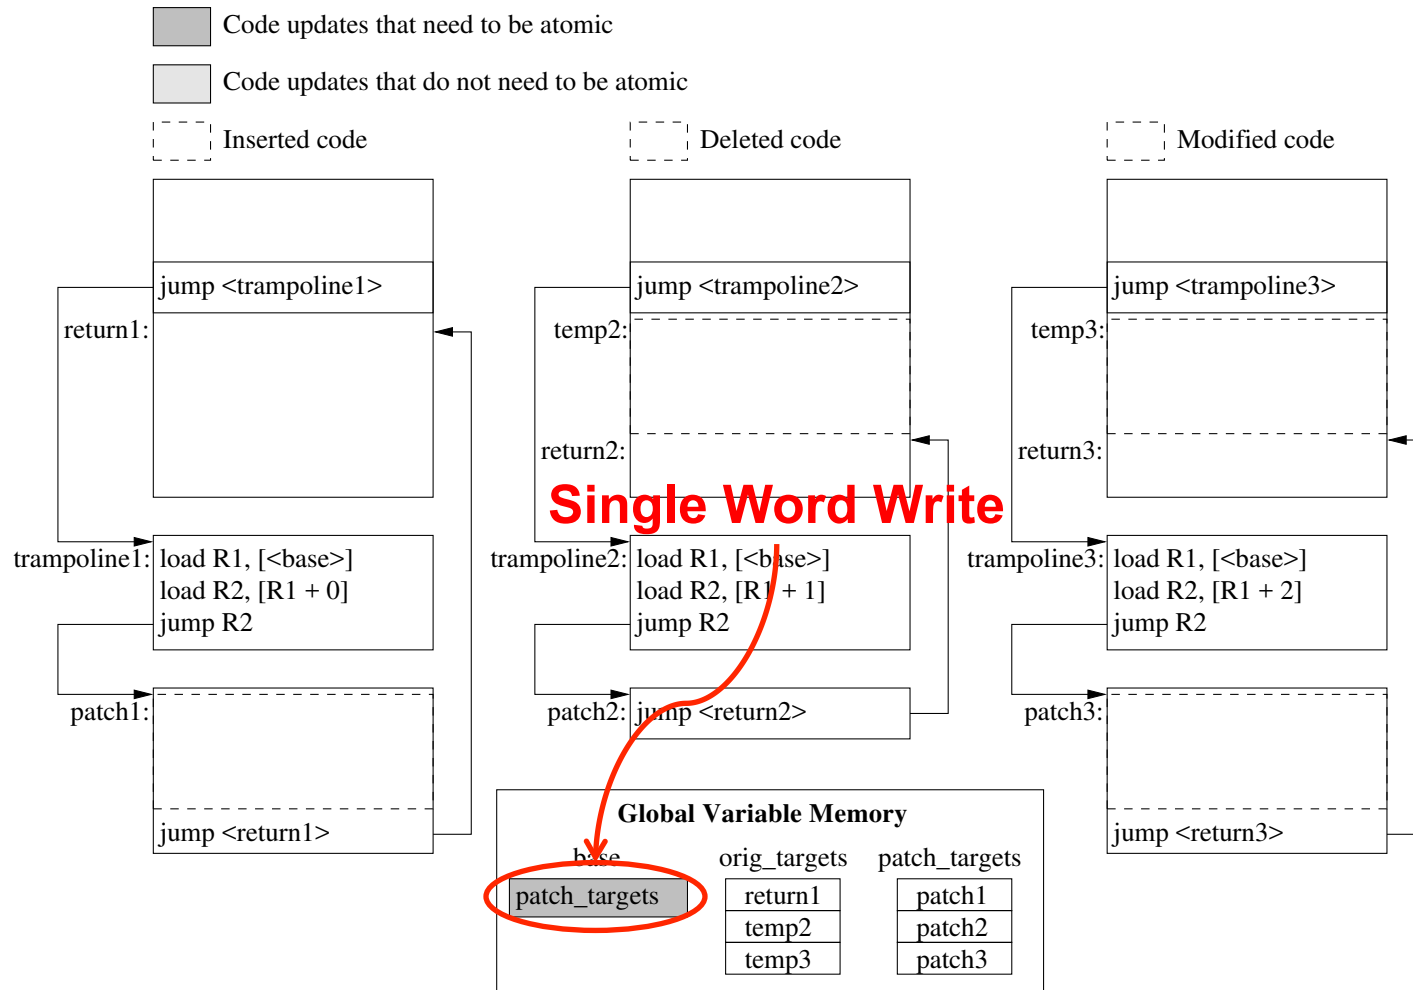 Code updates that need to be atomic
Code updates that do not need to be atomic
Inserted code
Deleted code
Modified code
jump <trampoline1>
jump <trampoline2>
jump <trampoline3>
return1:
temp2:
temp3:
return2:
return3:
Single Word Write
trampoline1:
load R1, [<base>]
load R2, [R1 + 0]
jump R2
trampoline2:
load R1, [<base>]
load R2, [R1 + 1]
jump R2
trampoline3:
load R1, [<base>]
load R2, [R1 + 2]
jump R2
patch1:
patch2:
jump <return2>
patch3:
jump <return1>
jump <return3>
Global Variable Memory
base
orig_targets
patch_targets
patch_targets
return1
patch1
temp2
patch2
temp3
patch3